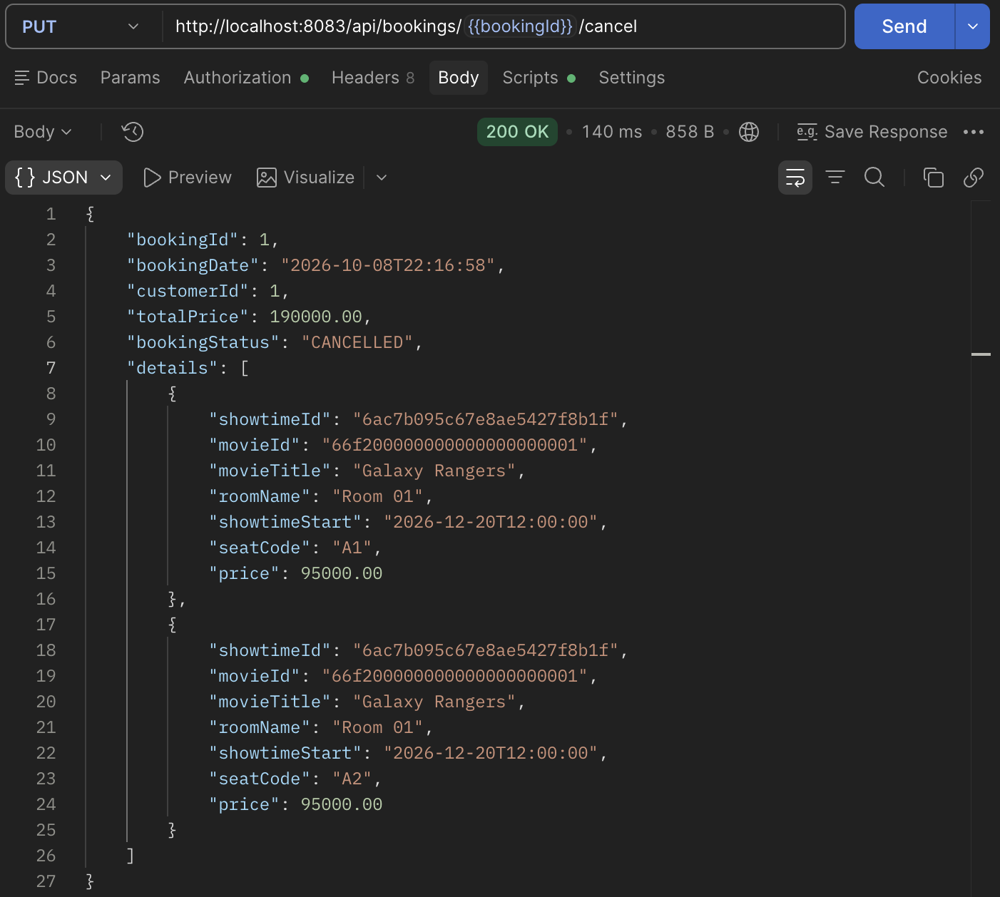 PUT http://localhost:8083/api/bookings/{{bookingId}}/cancel Send
Docs Params Authorization Headers 8 Body Scripts Settings Cookies
Body 200 OK 140 ms 858 B e.g. Save Response
{} JSON Preview Visualize
1 {
2 "bookingId": 1,
3 "bookingDate": "2026-10-08T22:16:58",
4 "customerId": 1,
5 "totalPrice": 190000.00,
6 "bookingStatus": "CANCELLED",
7 "details": [
8 {
9 "showtimeId": "6ac7b095c67e8ae5427f8b1f",
10 "movieId": "66f200000000000000000001",
11 "movieTitle": "Galaxy Rangers",
12 "roomName": "Room 01",
13 "showtimeStart": "2026-12-20T12:00:00",
14 "seatCode": "A1",
15 "price": 95000.00
16 },
17 {
18 "showtimeId": "6ac7b095c67e8ae5427f8b1f",
19 "movieId": "66f200000000000000000001",
20 "movieTitle": "Galaxy Rangers",
21 "roomName": "Room 01",
22 "showtimeStart": "2026-12-20T12:00:00",
23 "seatCode": "A2",
24 "price": 95000.00
25 }
26 ]
27 }